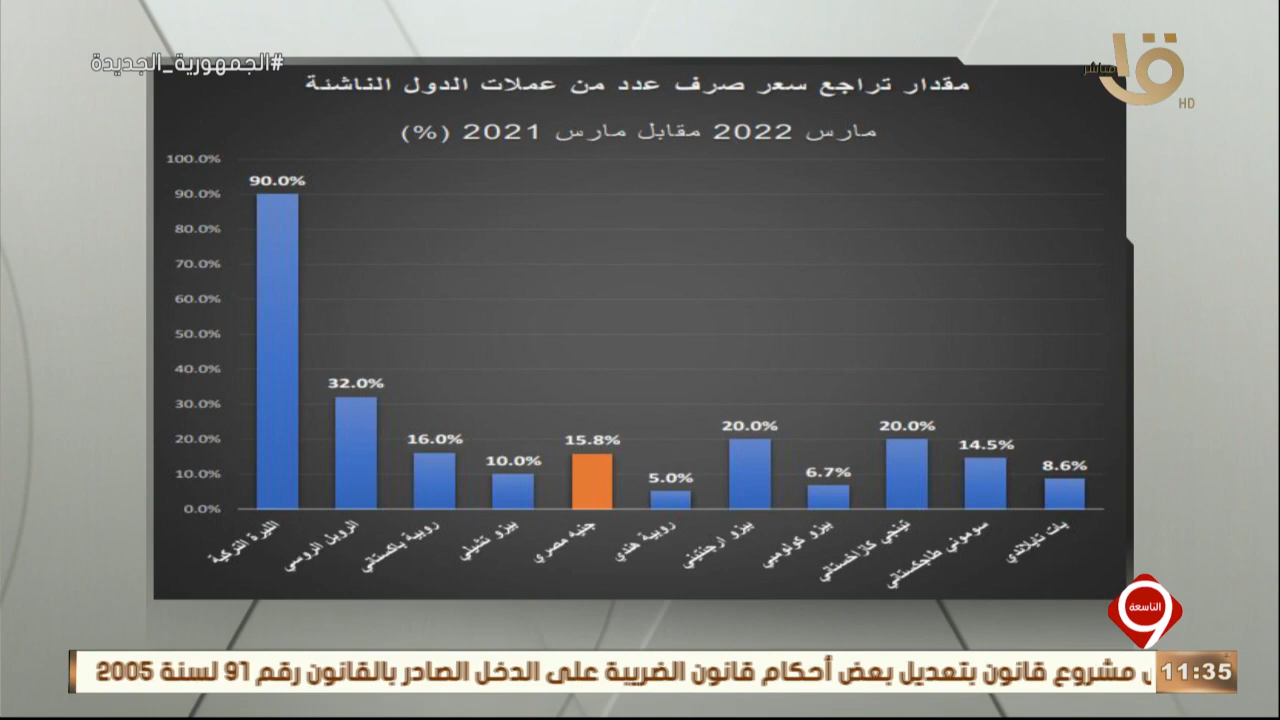 #الجمهورية_الجديدة
مباشر
HD
مقدار تراجع سعر صرف عدد من عملات الدول الناشئة
مارس 2022 مقابل مارس 2021 (%)
100.0%
90.0%
80.0%
70.0%
60.0%
50.0%
40.0%
30.0%
20.0%
10.0%
0.0%
90.0%
32.0%
16.0%
10.0%
15.8%
5.0%
20.0%
6.7%
20.0%
14.5%
8.6%
الليرة التركية
الروبل الروسي
روبية باكستاني
بيزو تشيلي
جنيه مصري
روبية هندي
بيزو ارجنتيني
بيزو كولومبي
تينجي كازاخستاني
سوموني طاجكستاني
بات تايلاندي
التاسعة
9
مشروع قانون بتعديل بعض أحكام قانون الضريبة على الدخل الصادر بالقانون رقم 91 لسنة 2005
11:35